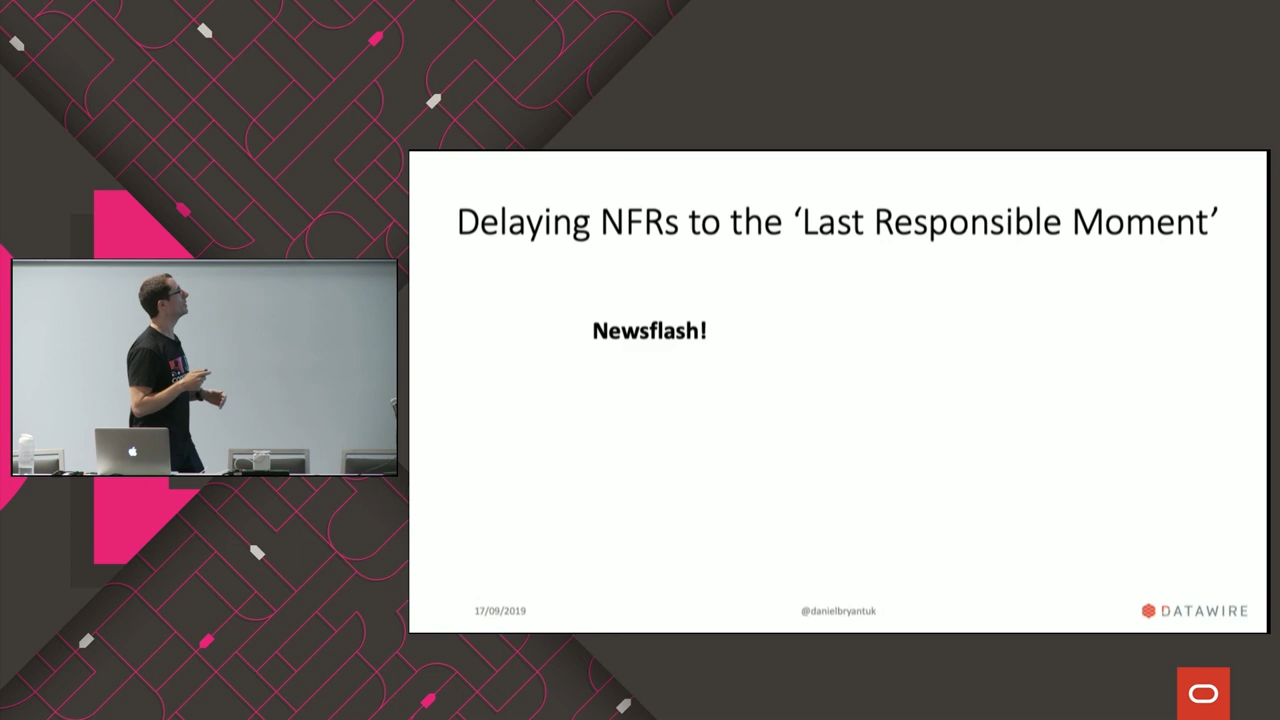 Delaying NFRs to the ‘Last Responsible Moment’
Newsflash!
17/09/2019
@danielbryantuk
DATAWIRE